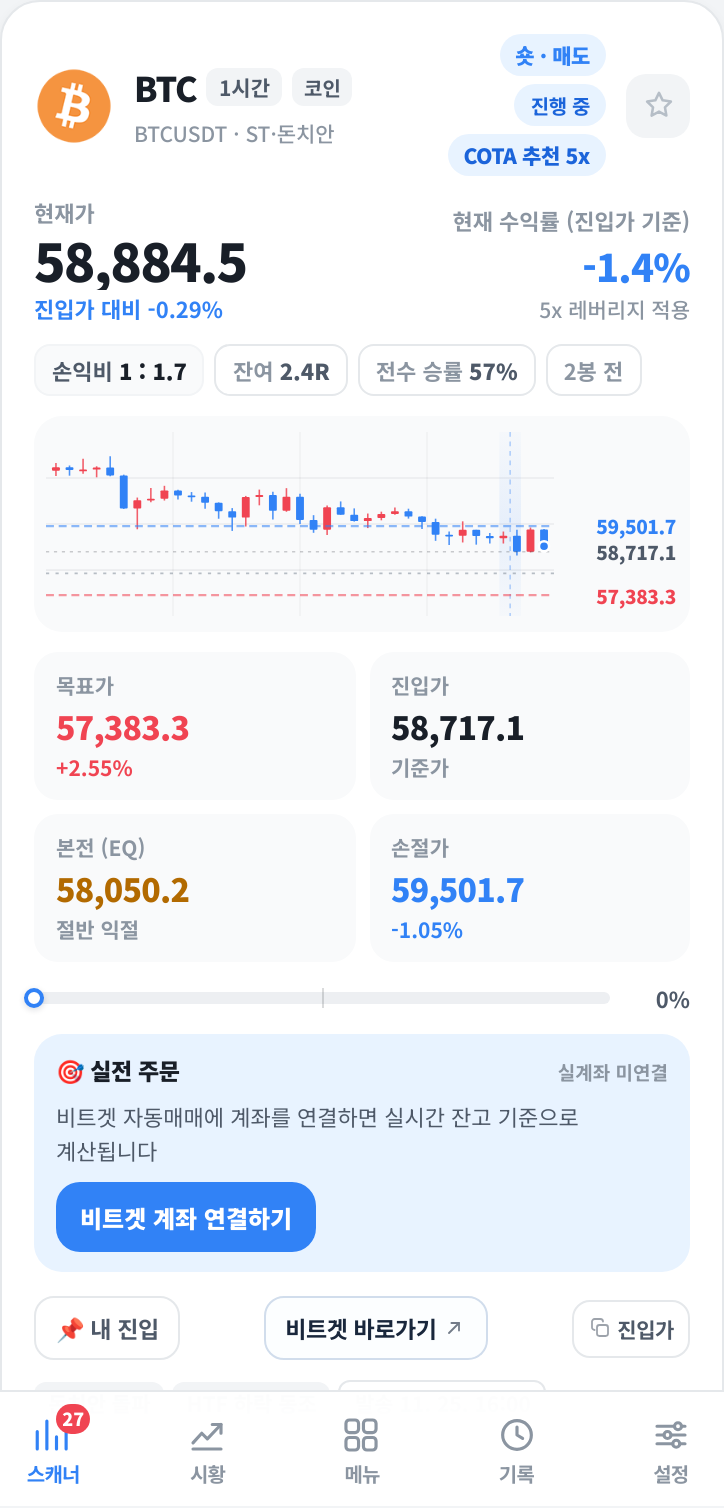 BTC 1시간 코인
BTCUSDT · ST·돈치안
숏 · 매도
진행 중
COTA 추천 5x
현재가
58,884.5
진입가 대비 -0.29%
현재 수익률 (진입가 기준)
-1.4%
5x 레버리지 적용
손익비 1 : 1.7
잔여 2.4R
전수 승률 57%
2봉 전
59,501.7
58,717.1
57,383.3
목표가
57,383.3
+2.55%
진입가
58,717.1
기준가
본전 (EQ)
58,050.2
절반 익절
손절가
59,501.7
-1.05%
0%
🎯 실전 주문
실계좌 미연결
비트겟 자동매매에 계좌를 연결하면 실시간 잔고 기준으로
계산됩니다
비트겟 계좌 연결하기
📌 내 진입
비트겟 바로가기 ↗
진입가
27
스캐너
시황
메뉴
기록
설정